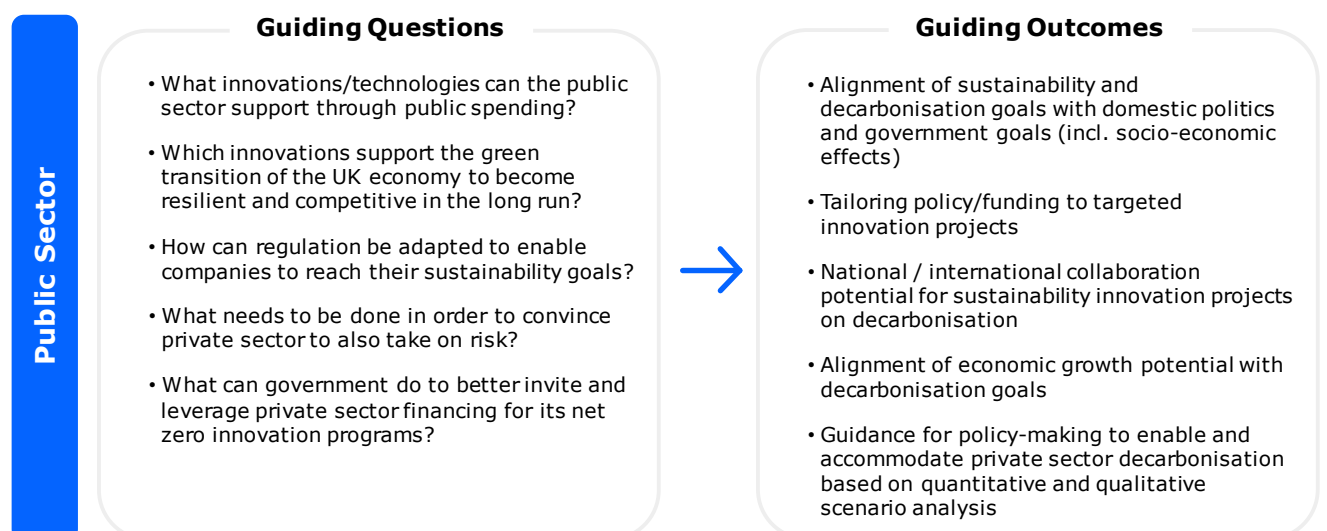 Public Sector
Guiding Questions
• What innovations/technologies can the public
sector support through public spending?
• Which innovations support the green
transition of the UK economy to become
resilient and competitive in the long run?
• How can regulation be adapted to enable
companies to reach their sustainability goals?
• What needs to be done in order to convince
private sector to also take on risk?
• What can government do to better invite and
leverage private sector financing for its net
zero innovation programs?
Guiding Outcomes
• Alignment of sustainability and
decarbonisation goals with domestic politics
and government goals (incl. socio-economic
effects)
• Tailoring policy/funding to targeted
innovation projects
• National / international collaboration
potential for sustainability innovation projects
on decarbonisation
• Alignment of economic growth potential with
decarbonisation goals
• Guidance for policy-making to enable and
accommodate private sector decarbonisation
based on quantitative and qualitative
scenario analysis